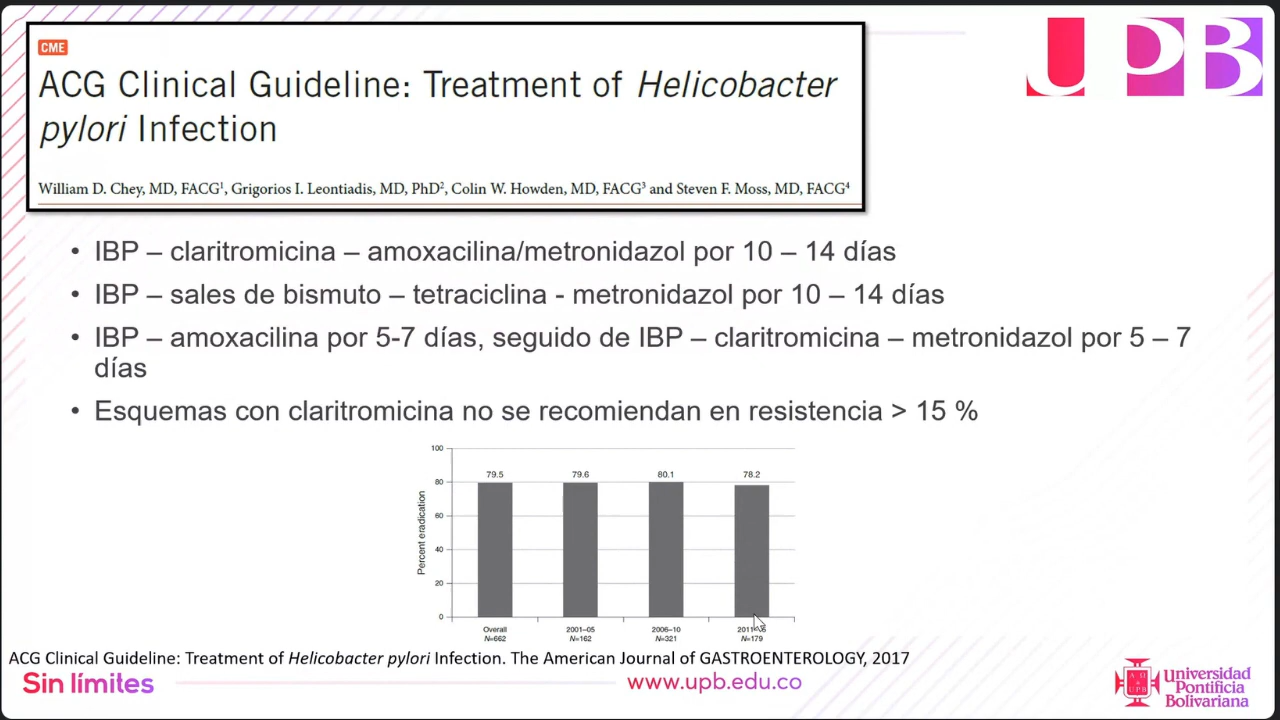 UPB
CME
ACG Clinical Guideline: Treatment of Helicobacter
pylori Infection
William D. Chey, MD, FACG¹, Grigorios I. Leontiadis, MD, PhD², Colin W. Howden, MD, FACG³ and Steven F. Moss, MD, FACG⁴
• IBP – claritromicina – amoxacilina/metronidazol por 10 – 14 días
• IBP – sales de bismuto – tetraciclina - metronidazol por 10 – 14 días
• IBP – amoxacilina por 5-7 días, seguido de IBP – claritromicina – metronidazol por 5 – 7
días
• Esquemas con claritromicina no se recomiendan en resistencia > 15 %
Percent eradication
100
80
60
40
20
0
79.5
79.6
80.1
78.2
Overall
N=662
2001–05
N=162
2006–10
N=321
N=179
ACG Clinical Guideline: Treatment of Helicobacter pylori Infection. The American Journal of GASTROENTEROLOGY, 2017
Sin límites
www.upb.edu.co
Universidad
Pontificia
Bolivariana